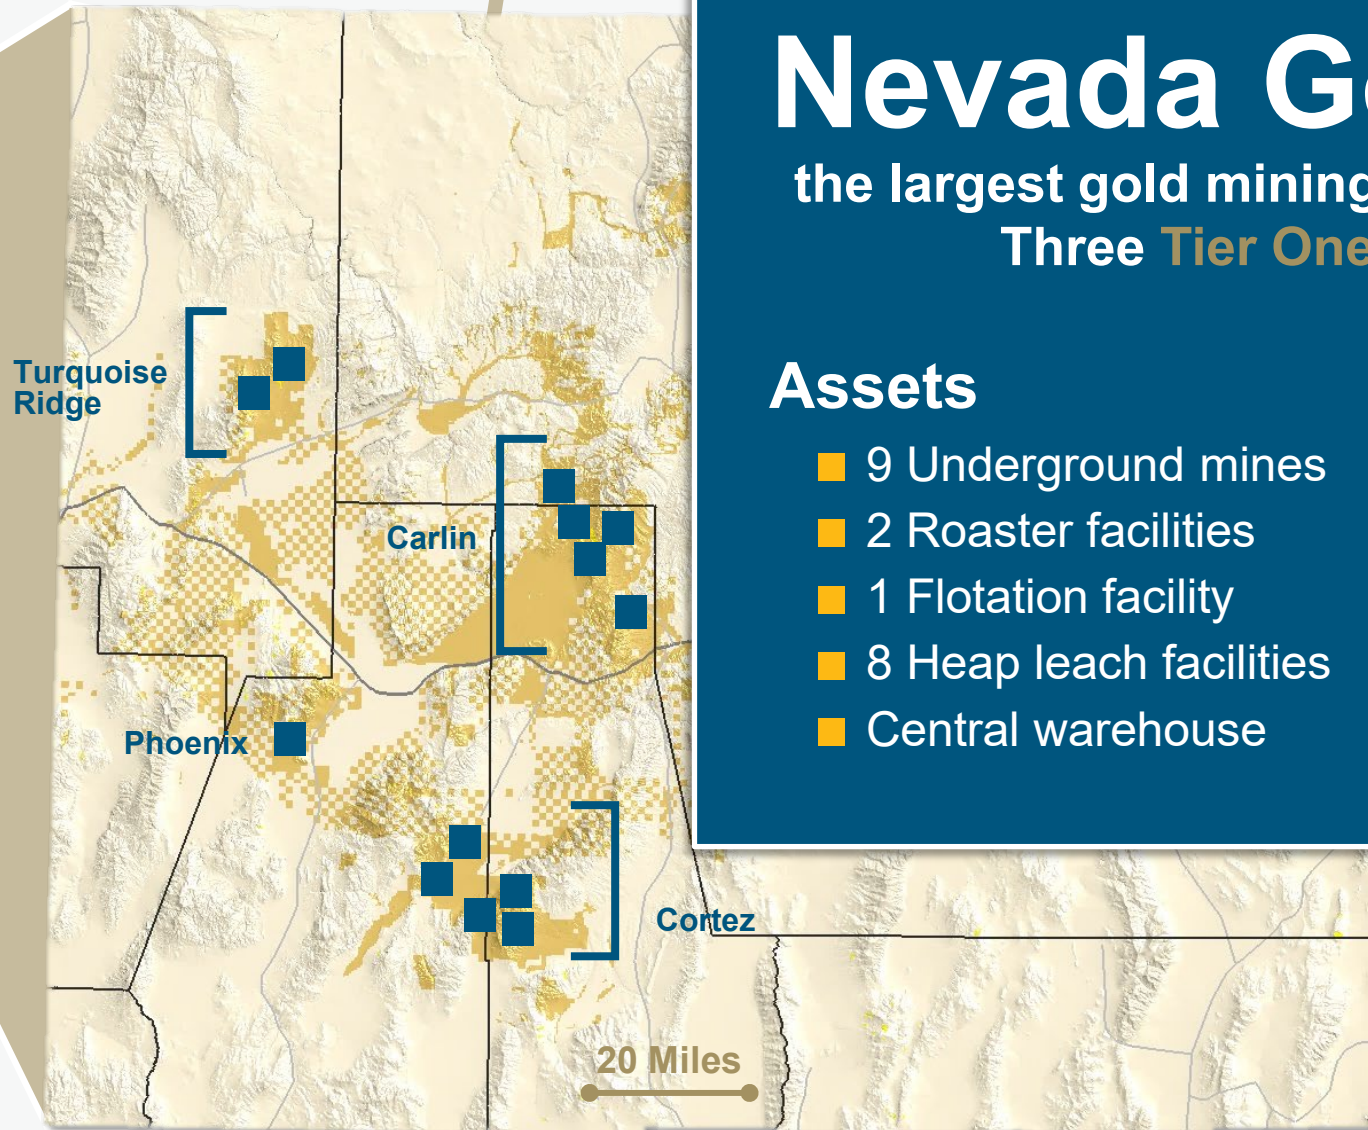 Nevada G
the largest gold mining
Three Tier One
Assets
9 Underground mines
2 Roaster facilities
1 Flotation facility
8 Heap leach facilities
Central warehouse
Turquoise
Ridge
Carlin
Phoenix
Cortez
20 Miles